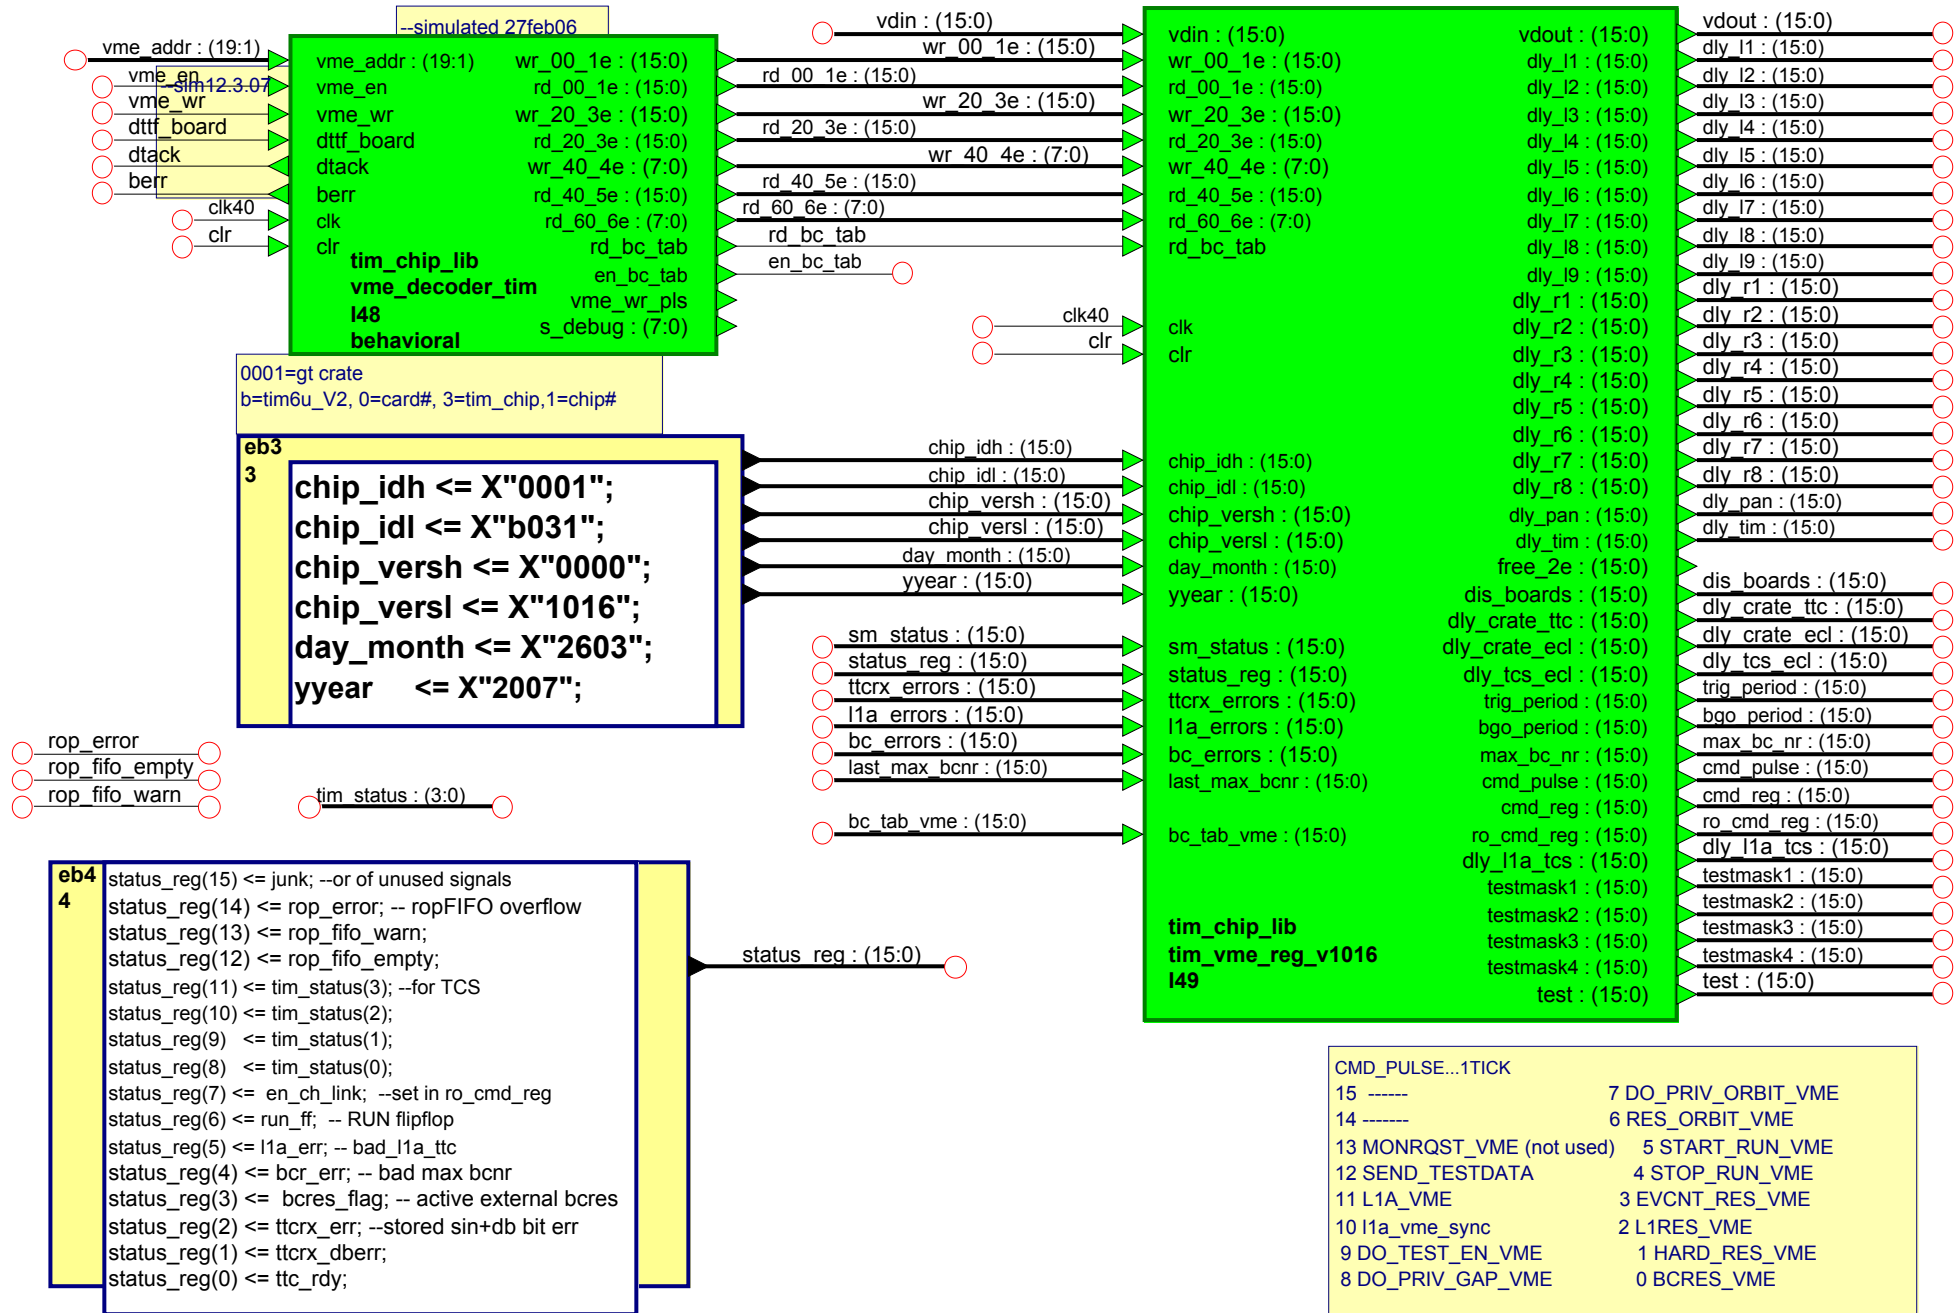 --simulated 27feb06
vme_addr : (19:1)
vme_en
--sim12.3.07
vme_wr
dttf_board
dtack
berr
clk40
clr
vme_addr : (19:1) wr_00_1e : (15:0)
vme_en rd_00_1e : (15:0)
vme_wr wr_20_3e : (15:0)
dttf_board rd_20_3e : (15:0)
dtack wr_40_4e : (7:0)
berr rd_40_5e : (15:0)
clk rd_60_6e : (7:0)
clr rd_bc_tab
tim_chip_lib en_bc_tab
vme_decoder_tim vme_wr_pls
I48 s_debug : (7:0)
behavioral
vdin : (15:0)
wr_00_1e : (15:0)
rd_00_1e : (15:0)
wr_20_3e : (15:0)
rd_20_3e : (15:0)
wr_40_4e : (7:0)
rd_40_5e : (15:0)
rd_60_6e : (7:0)
rd_bc_tab
en_bc_tab
clk40
clr
0001=gt crate
b=tim6u_V2, 0=card#, 3=tim_chip,1=chip#
eb3
3
chip_idh <= X"0001";
chip_idl <= X"b031";
chip_versh <= X"0000";
chip_versl <= X"1016";
day_month <= X"2603";
yyear <= X"2007";
chip_idh : (15:0)
chip_idl : (15:0)
chip_versh : (15:0)
chip_versl : (15:0)
day_month : (15:0)
yyear : (15:0)
sm_status : (15:0)
status_reg : (15:0)
ttcrx_errors : (15:0)
l1a_errors : (15:0)
bc_errors : (15:0)
last_max_bcnr : (15:0)
bc_tab_vme : (15:0)
vdin : (15:0) vdout : (15:0)
wr_00_1e : (15:0) dly_l1 : (15:0)
rd_00_1e : (15:0) dly_l2 : (15:0)
wr_20_3e : (15:0) dly_l3 : (15:0)
rd_20_3e : (15:0) dly_l4 : (15:0)
wr_40_4e : (7:0) dly_l5 : (15:0)
rd_40_5e : (15:0) dly_l6 : (15:0)
rd_60_6e : (7:0) dly_l7 : (15:0)
rd_bc_tab dly_l8 : (15:0)
dly_l9 : (15:0)
dly_r1 : (15:0)
clk dly_r2 : (15:0)
clr dly_r3 : (15:0)
dly_r4 : (15:0)
dly_r5 : (15:0)
dly_r6 : (15:0)
chip_idh : (15:0) dly_r7 : (15:0)
chip_idl : (15:0) dly_r8 : (15:0)
chip_versh : (15:0) dly_pan : (15:0)
chip_versl : (15:0) dly_tim : (15:0)
day_month : (15:0) free_2e : (15:0)
yyear : (15:0) dis_boards : (15:0)
dly_crate_ttc : (15:0)
sm_status : (15:0) dly_crate_ecl : (15:0)
status_reg : (15:0) dly_tcs_ecl : (15:0)
ttcrx_errors : (15:0) trig_period : (15:0)
l1a_errors : (15:0) bgo_period : (15:0)
bc_errors : (15:0) max_bc_nr : (15:0)
last_max_bcnr : (15:0) cmd_pulse : (15:0)
cmd_reg : (15:0)
bc_tab_vme : (15:0) ro_cmd_reg : (15:0)
dly_l1a_tcs : (15:0)
testmask1 : (15:0)
testmask2 : (15:0)
tim_chip_lib testmask3 : (15:0)
tim_vme_reg_v1016 testmask4 : (15:0)
I49 test : (15:0)
vdout : (15:0)
dly_l1 : (15:0)
dly_l2 : (15:0)
dly_l3 : (15:0)
dly_l4 : (15:0)
dly_l5 : (15:0)
dly_l6 : (15:0)
dly_l7 : (15:0)
dly_l8 : (15:0)
dly_l9 : (15:0)
dly_r1 : (15:0)
dly_r2 : (15:0)
dly_r3 : (15:0)
dly_r4 : (15:0)
dly_r5 : (15:0)
dly_r6 : (15:0)
dly_r7 : (15:0)
dly_r8 : (15:0)
dly_pan : (15:0)
dly_tim : (15:0)
dis_boards : (15:0)
dly_crate_ttc : (15:0)
dly_crate_ecl : (15:0)
dly_tcs_ecl : (15:0)
trig_period : (15:0)
bgo_period : (15:0)
max_bc_nr : (15:0)
cmd_pulse : (15:0)
cmd_reg : (15:0)
ro_cmd_reg : (15:0)
dly_l1a_tcs : (15:0)
testmask1 : (15:0)
testmask2 : (15:0)
testmask3 : (15:0)
testmask4 : (15:0)
test : (15:0)
rop_error
rop_fifo_empty
rop_fifo_warn
tim_status : (3:0)
eb4
4
status_reg(15) <= junk; --or of unused signals
status_reg(14) <= rop_error; -- ropFIFO overflow
status_reg(13) <= rop_fifo_warn;
status_reg(12) <= rop_fifo_empty;
status_reg(11) <= tim_status(3); --for TCS
status_reg(10) <= tim_status(2);
status_reg(9) <= tim_status(1);
status_reg(8) <= tim_status(0);
status_reg(7) <= en_ch_link; --set in ro_cmd_reg
status_reg(6) <= run_ff; -- RUN flipflop
status_reg(5) <= l1a_err; -- bad_l1a_ttc
status_reg(4) <= bcr_err; -- bad max bcnr
status_reg(3) <= bcres_flag; -- active external bcres
status_reg(2) <= ttcrx_err; --stored sin+db bit err
status_reg(1) <= ttcrx_dberr;
status_reg(0) <= ttc_rdy;
status_reg : (15:0)
CMD_PULSE...1TICK
15 ------ 7 DO_PRIV_ORBIT_VME
14 ------- 6 RES_ORBIT_VME
13 MONRQST_VME (not used) 5 START_RUN_VME
12 SEND_TESTDATA 4 STOP_RUN_VME
11 L1A_VME 3 EVCNT_RES_VME
10 l1a_vme_sync 2 L1RES_VME
9 DO_TEST_EN_VME 1 HARD_RES_VME
8 DO_PRIV_GAP_VME 0 BCRES_VME